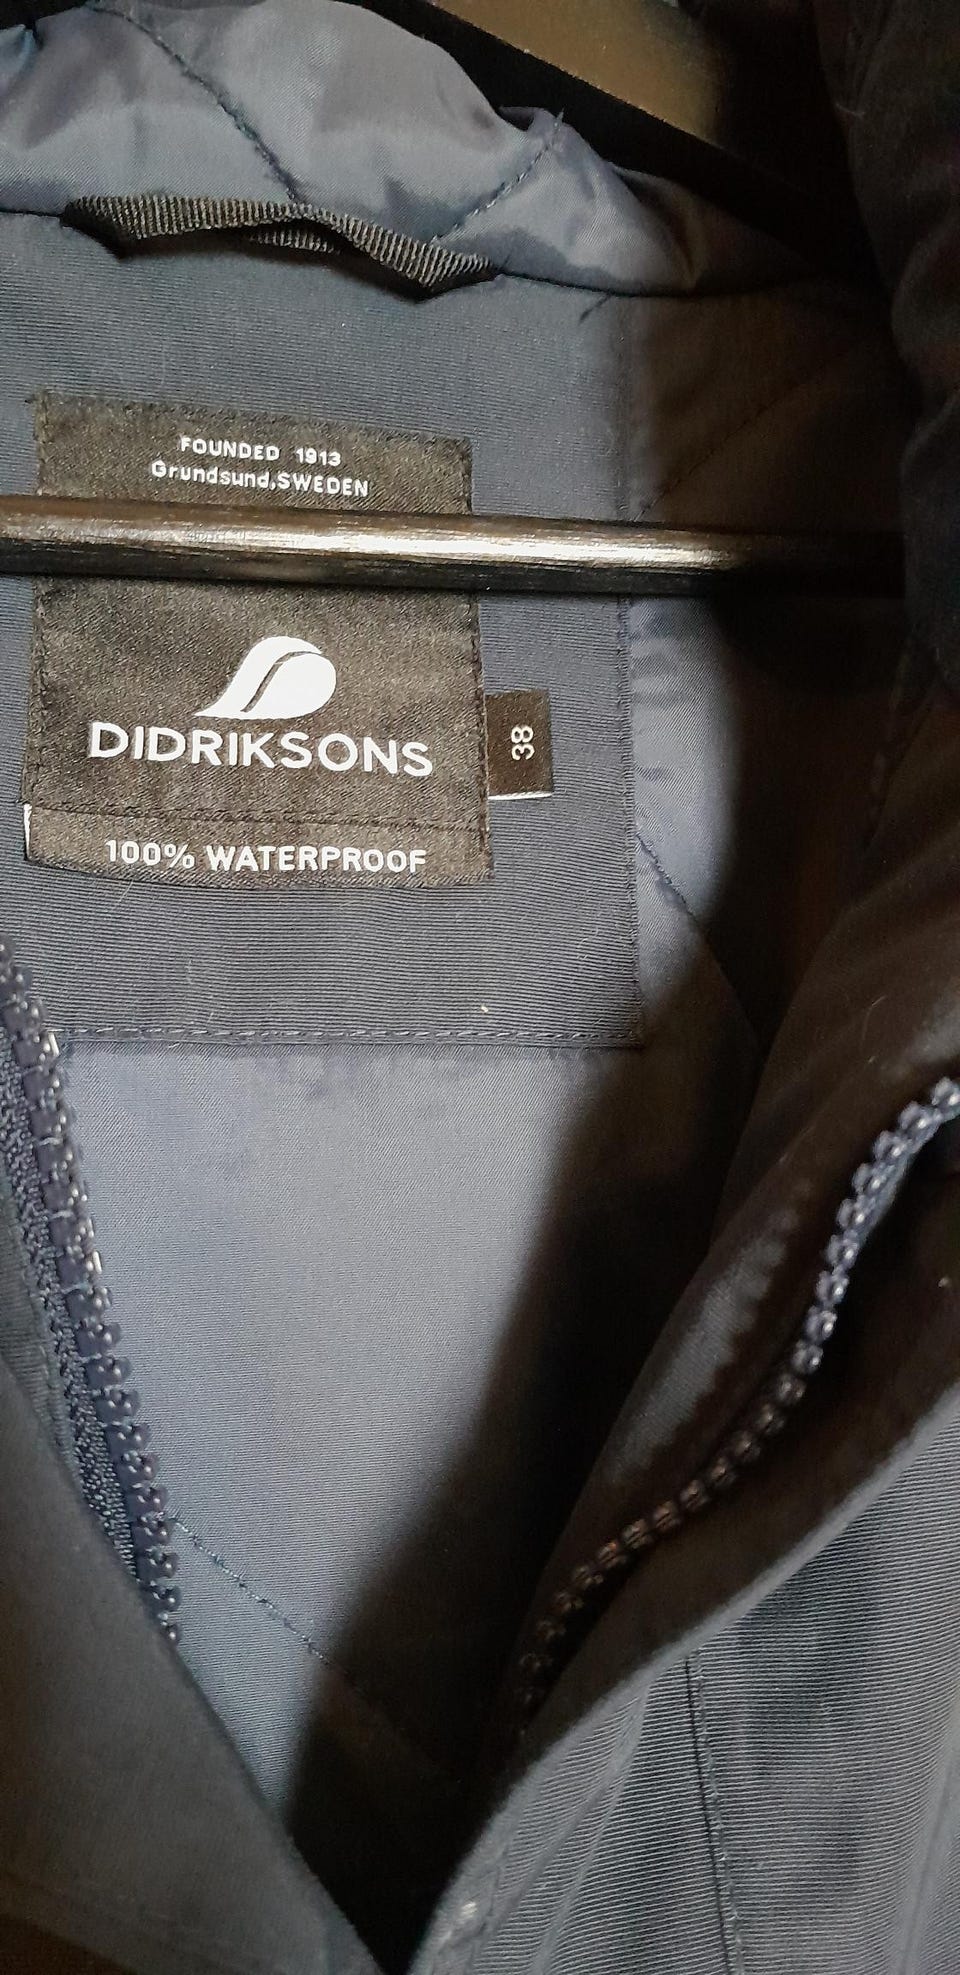 FOUNDED 1913
Grundsund,SWEDEN
DIDRIKSONS
38
100% WATERPROOF